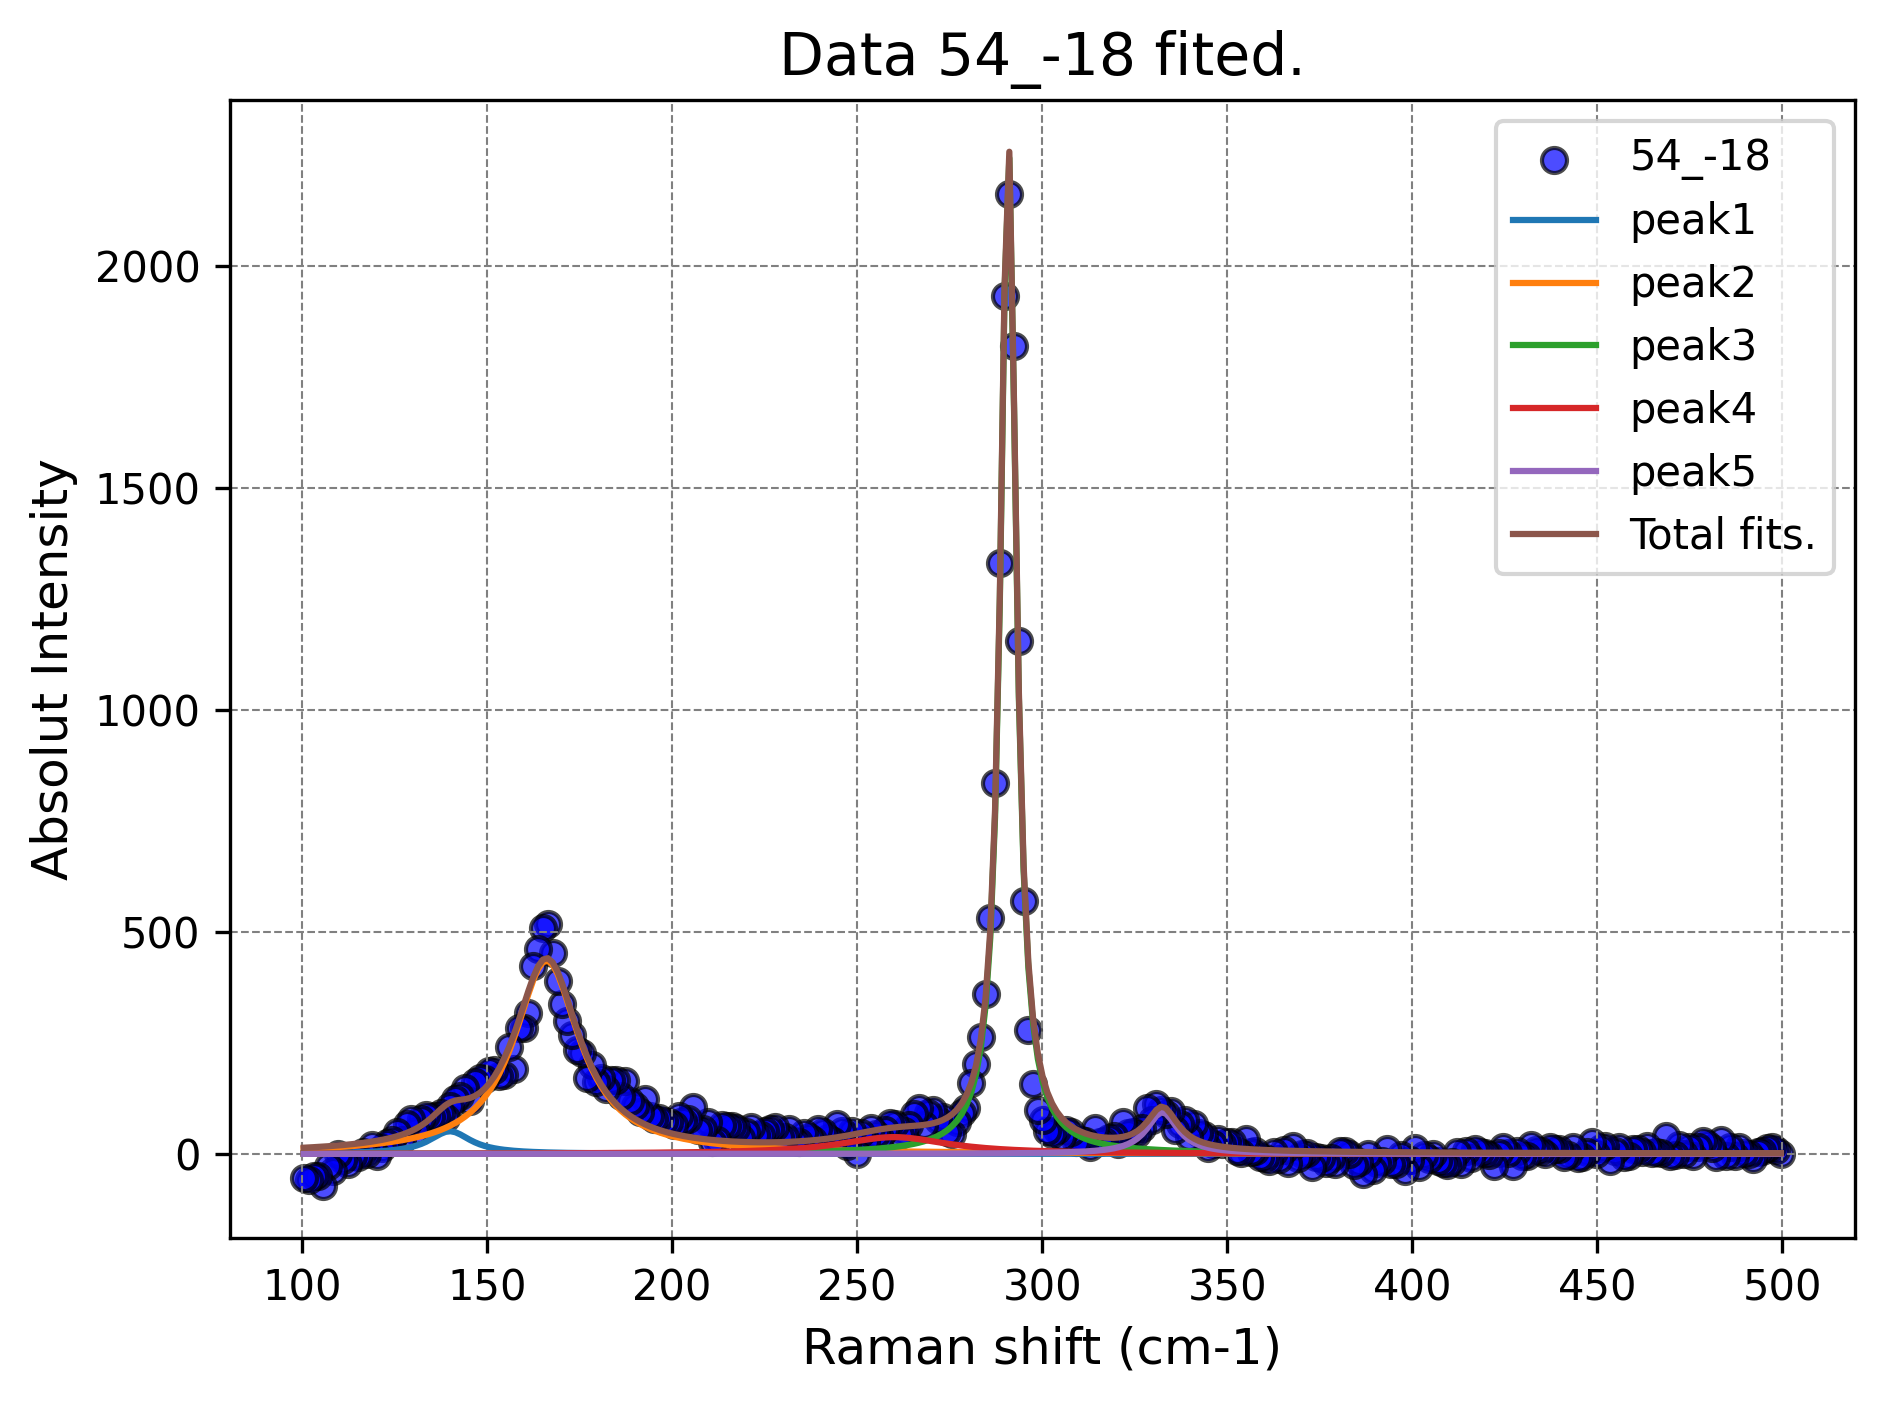 Data 54_-18 fited.
54_-18
peak1
peak2
peak3
peak4
peak5
Total fits.
Absolut Intensity
2000
1500
1000
500
0
100 150 200 250 300 350 400 450 500
Raman shift (cm-1)